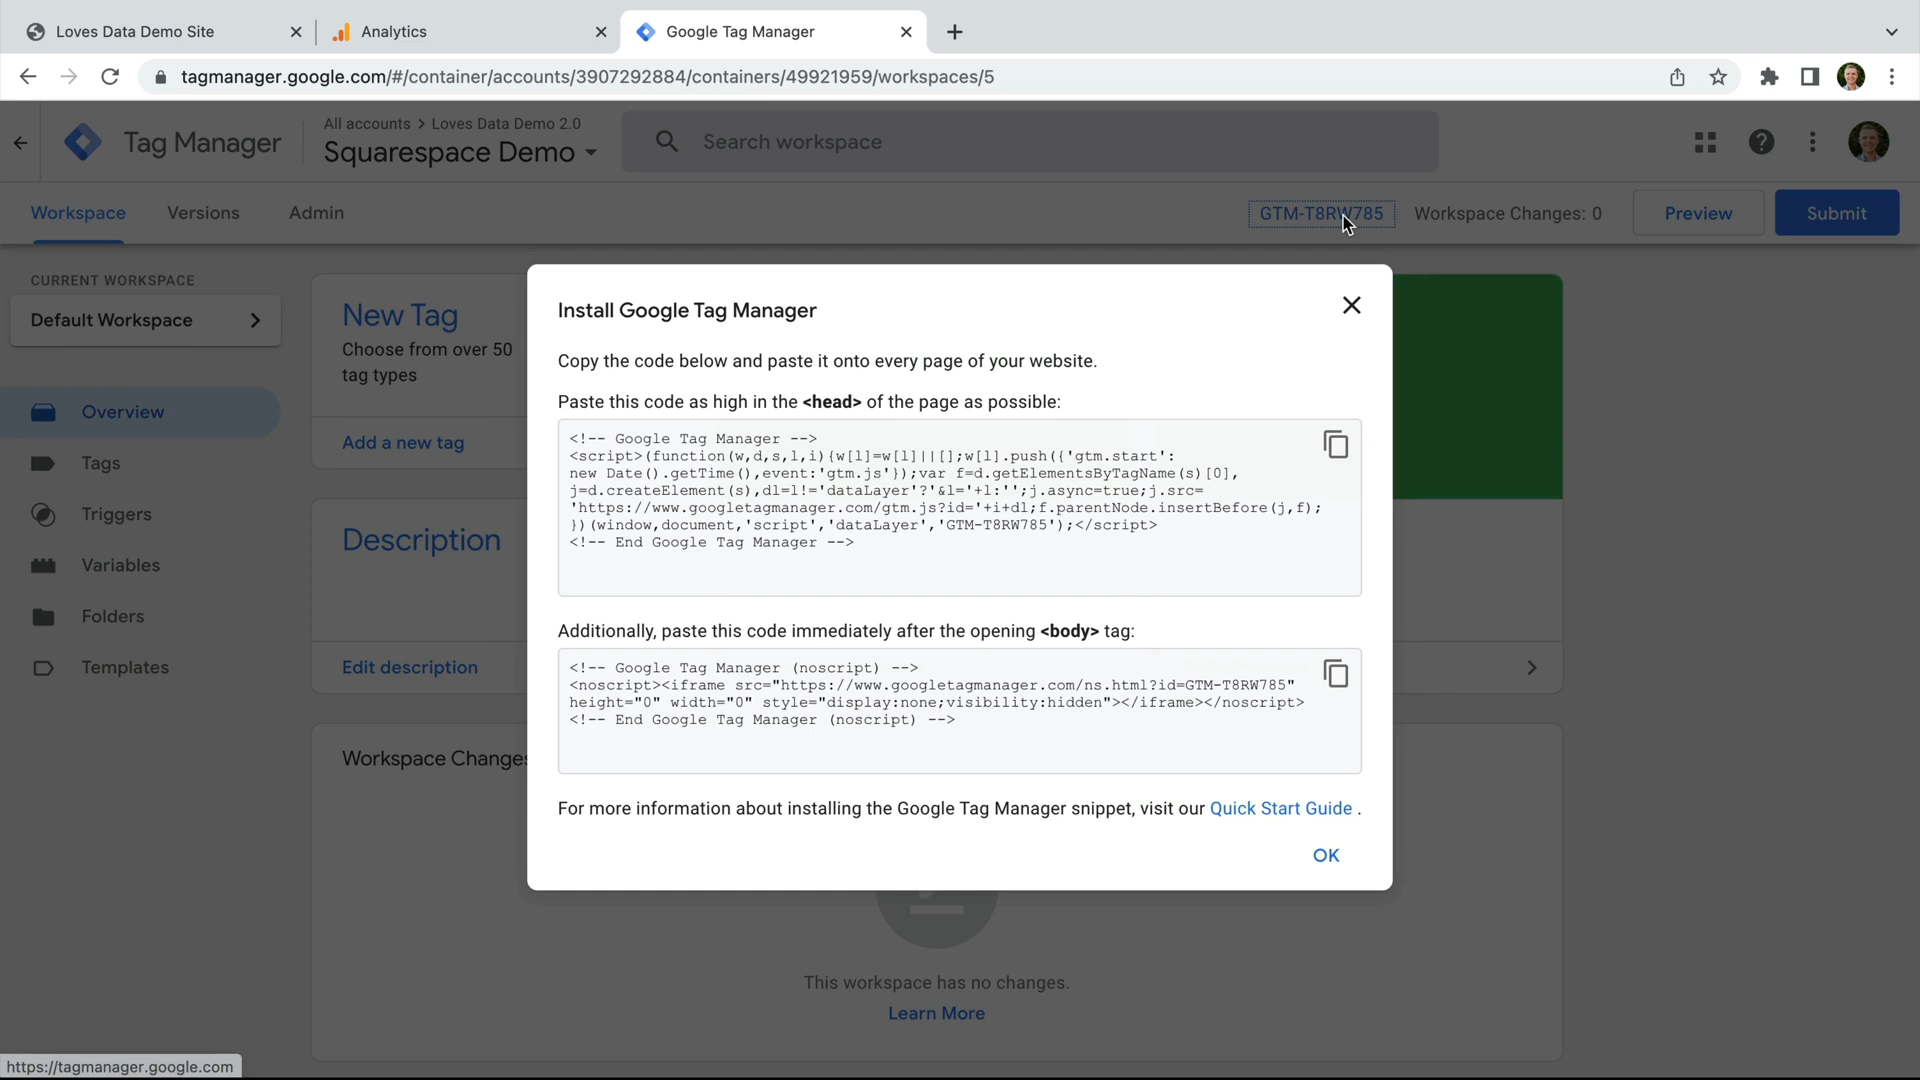 Loves Data Demo Site
Analytics
Google Tag Manager
tagmanager.google.com/#/container/accounts/3907292884/containers/49921959/workspaces/5
Tag Manager
All accounts > Loves Data Demo 2.0
Squarespace Demo
Search workspace
Workspace
Versions
Admin
GTM-T8RW785
Workspace Changes: 0
Preview
Submit
CURRENT WORKSPACE
Default Workspace
Overview
Tags
Triggers
Variables
Folders
Templates
New Tag
Choose from over 50
tag types
Add a new tag
Description
Edit description
Workspace Changes
Install Google Tag Manager
Copy the code below and paste it onto every page of your website.
Paste this code as high in the <head> of the page as possible:
<!-- Google Tag Manager -->
<script>(function(w,d,s,l,i){w[l]=w[l]||[];w[l].push({'gtm.start':
new Date().getTime(),event:'gtm.js'});var f=d.getElementsByTagName(s)[0],
j=d.createElement(s),dl=l!='dataLayer'?'&l='+l:'';j.async=true;j.src=
'https://www.googletagmanager.com/gtm.js?id='+i+dl;f.parentNode.insertBefore(j,f);
})(window,document,'script','dataLayer','GTM-T8RW785');</script>
<!-- End Google Tag Manager -->
Additionally, paste this code immediately after the opening <body> tag:
<!-- Google Tag Manager (noscript) -->
<noscript><iframe src="https://www.googletagmanager.com/ns.html?id=GTM-T8RW785"
height="0" width="0" style="display:none;visibility:hidden"></iframe></noscript>
<!-- End Google Tag Manager (noscript) -->
For more information about installing the Google Tag Manager snippet, visit our Quick Start Guide .
OK
This workspace has no changes.
Learn More
https://tagmanager.google.com